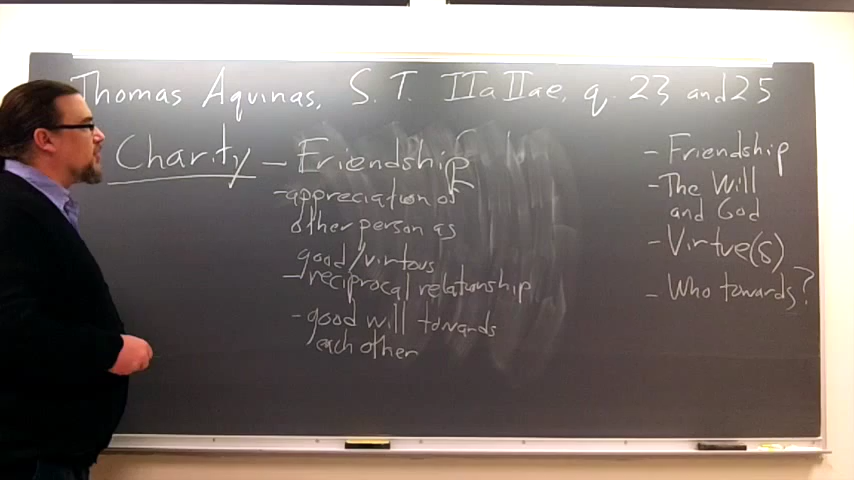 Thomas Aquinas, S.T. IIaIIae, q. 23 and 25
Charity - Friendship
- appreciation of
other person as
good/virtous
- reciprocal relationship
- good will towards
each other
- Friendship
- The Will
and God
- Virtue(s)
- Who towards?